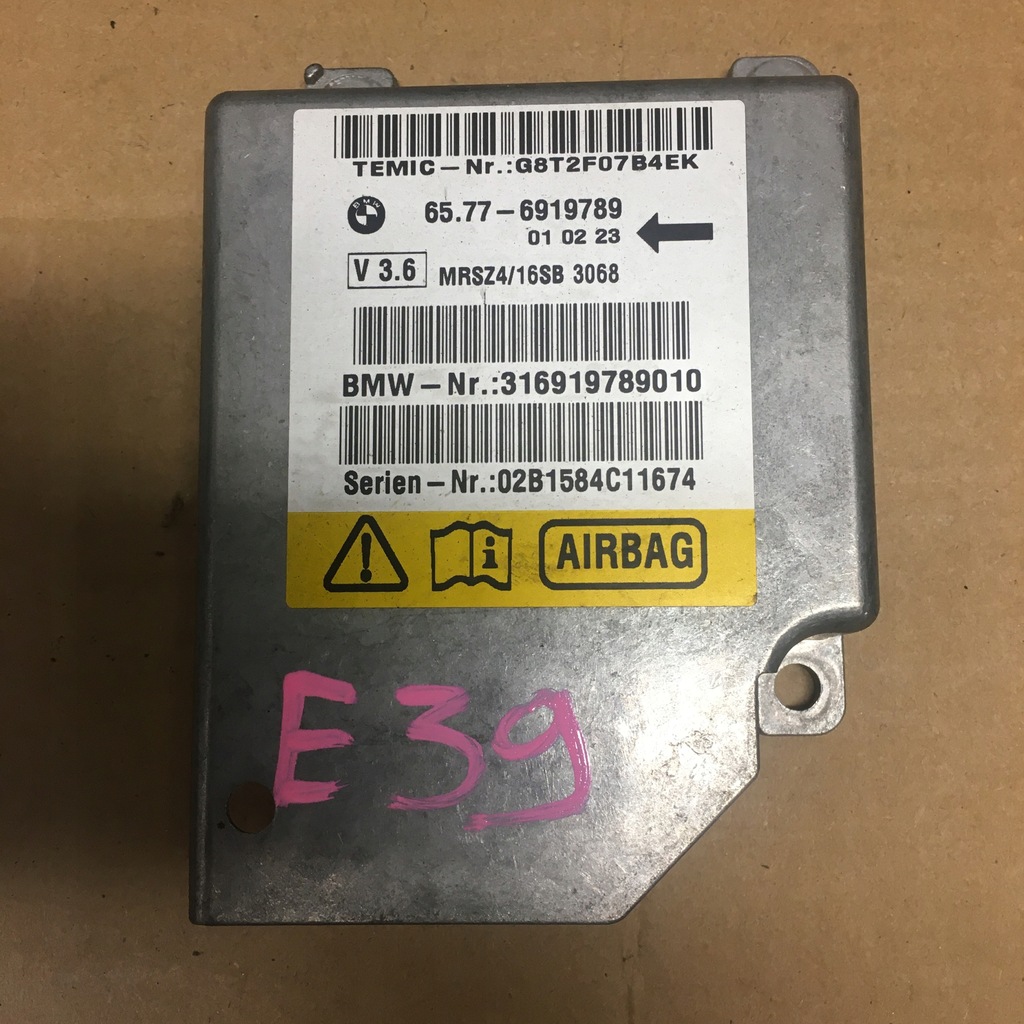 TEMIC-Nr.:G8T2F07B4EK
BMW
65.77-6919789
01 02 23
V 3.6
MRSZ4/16SB 3068
BMW-Nr.:316919789010
Serien-Nr.:02B1584C11674
AIRBAG
E39